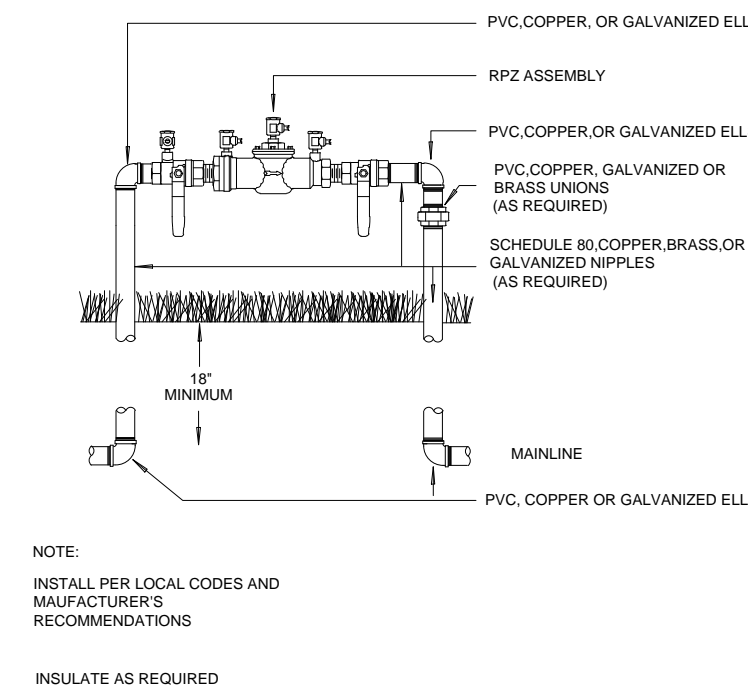 PVC,COPPER, OR GALVANIZED ELL
RPZ ASSEMBLY
PVC,COPPER,OR GALVANIZED ELL
PVC,COPPER, GALVANIZED OR
BRASS UNIONS
(AS REQUIRED)
SCHEDULE 80,COPPER,BRASS,OR
GALVANIZED NIPPLES
(AS REQUIRED)
18"
MINIMUM
MAINLINE
PVC, COPPER OR GALVANIZED ELL
NOTE:
INSTALL PER LOCAL CODES AND
MAUFACTURER'S
RECOMMENDATIONS
INSULATE AS REQUIRED